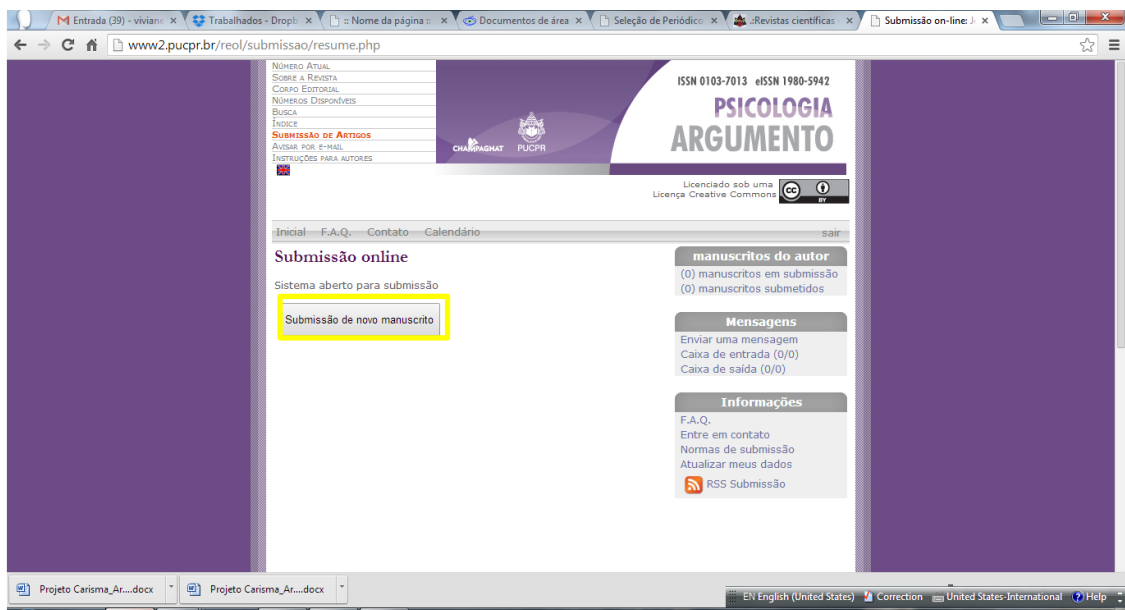 Entrada (39) - viviane
Trabalhados - Dropb
:: Nome da página ::
Documentos de área
Seleção de Periódico
.:Revistas científicas
Submissão on-line: J
www2.pucpr.br/reol/submissao/resume.php
Número Atual
Sobre a Revista
Corpo Editorial
Números Disponíveis
Busca
Índice
Submissão de Artigos
Avisar por e-mail
Instruções para autores
CHAMPAGNAT
PUCPR
ISSN 0103-7013 eISSN 1980-5942
PSICOLOGIA
ARGUMENTO
Licenciado sob uma
Licença Creative Commons
cc
BY
Inicial F.A.Q. Contato Calendário sair
Submissão online
Sistema aberto para submissão
Submissão de novo manuscrito
manuscritos do autor
(0) manuscritos em submissão
(0) manuscritos submetidos
Mensagens
Enviar uma mensagem
Caixa de entrada (0/0)
Caixa de saída (0/0)
Informações
F.A.Q.
Entre em contato
Normas de submissão
Atualizar meus dados
RSS Submissão
Projeto Carisma_Ar....docx
Projeto Carisma_Ar....docx
EN English (United States) Correction United States-International Help